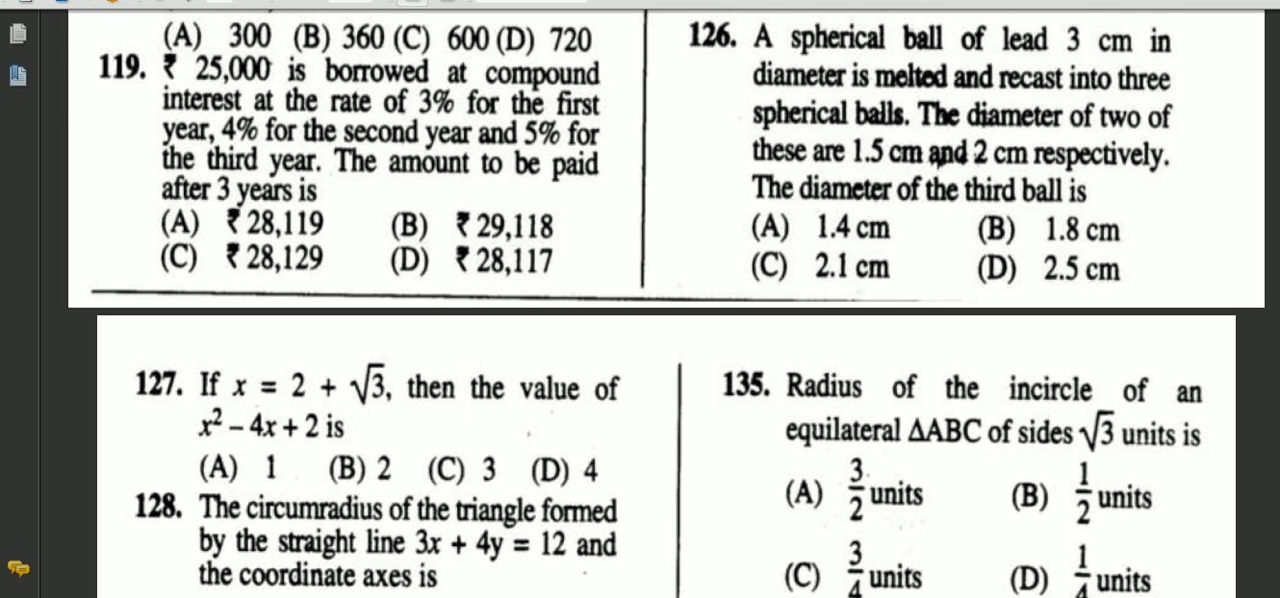 (A) 300 (B) 360 (C) 600 (D) 720
119. ₹ 25,000 is borrowed at compound
interest at the rate of 3% for the first
year, 4% for the second year and 5% for
the third year. The amount to be paid
after 3 years is
(A) ₹ 28,119 (B) ₹ 29,118
(C) ₹ 28,129 (D) ₹ 28,117
126. A spherical ball of lead 3 cm in
diameter is melted and recast into three
spherical balls. The diameter of two of
these are 1.5 cm and 2 cm respectively.
The diameter of the third ball is
(A) 1.4 cm (B) 1.8 cm
(C) 2.1 cm (D) 2.5 cm
127. If x = 2 + √3, then the value of
x² – 4x + 2 is
(A) 1 (B) 2 (C) 3 (D) 4
128. The circumradius of the triangle formed
by the straight line 3x + 4y = 12 and
the coordinate axes is
135. Radius of the incircle of an
equilateral ΔABC of sides √3 units is
(A) 3/2 units (B) 1/2 units
(C) 3/4 units (D) 1/4 units